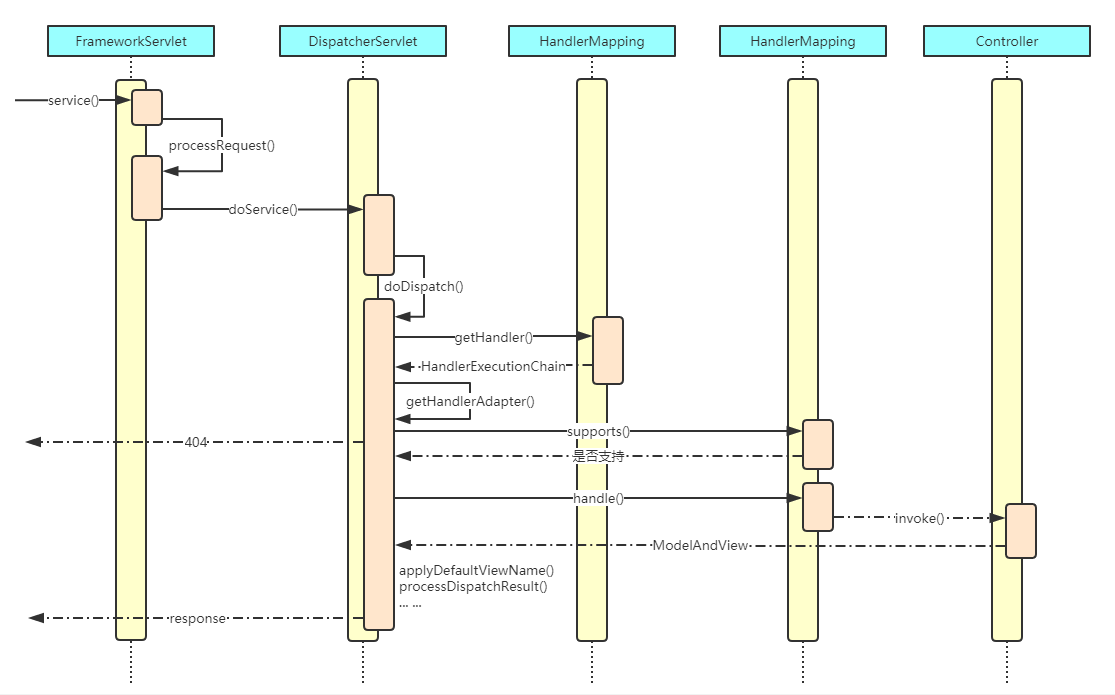 FrameworkServlet
DispatcherServlet
HandlerMapping
HandlerMapping
Controller
service()
processRequest()
doService()
doDispatch()
getHandler()
HandlerExecutionChain
getHandlerAdapter()
supports()
404
是否支持
handle()
invoke()
ModelAndView
applyDefaultViewName()
processDispatchResult()
... ...
response